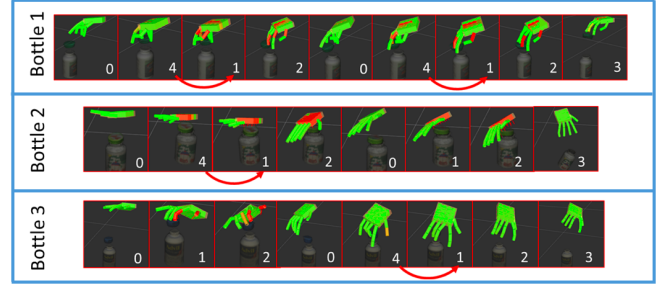 Bottle 1
0 4 1 2 0 4 1 2 3
Bottle 2
0 4 1 2 0 1 2 3
Bottle 3
0 1 2 0 4 1 2 3